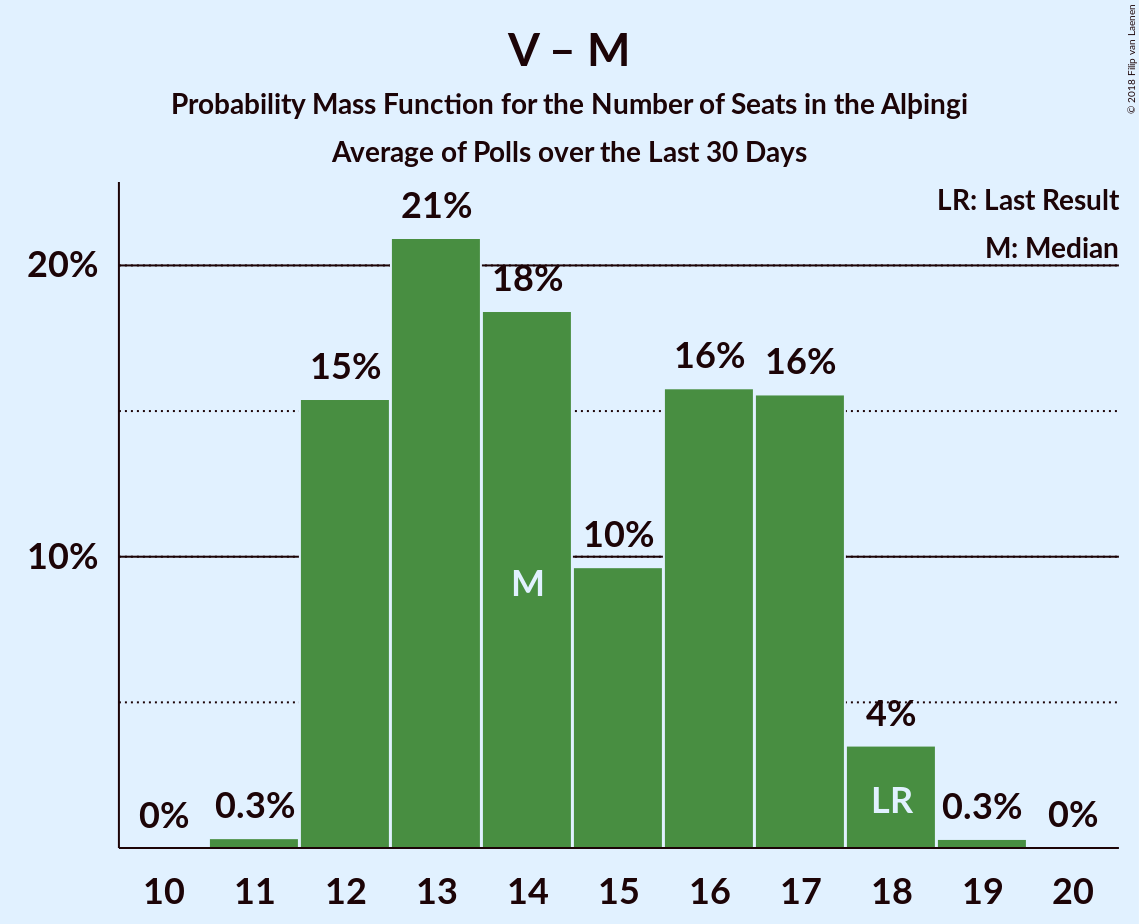 V – M
Probability Mass Function for the Number of Seats in the Alþingi
Average of Polls over the Last 30 Days
© 2018 Filip van Laenen
LR: Last Result
M: Median
20%
10%
0%
0.3%
15%
21%
18%
10%
16%
16%
4%
0.3%
0%
M
LR
10 11 12 13 14 15 16 17 18 19 20